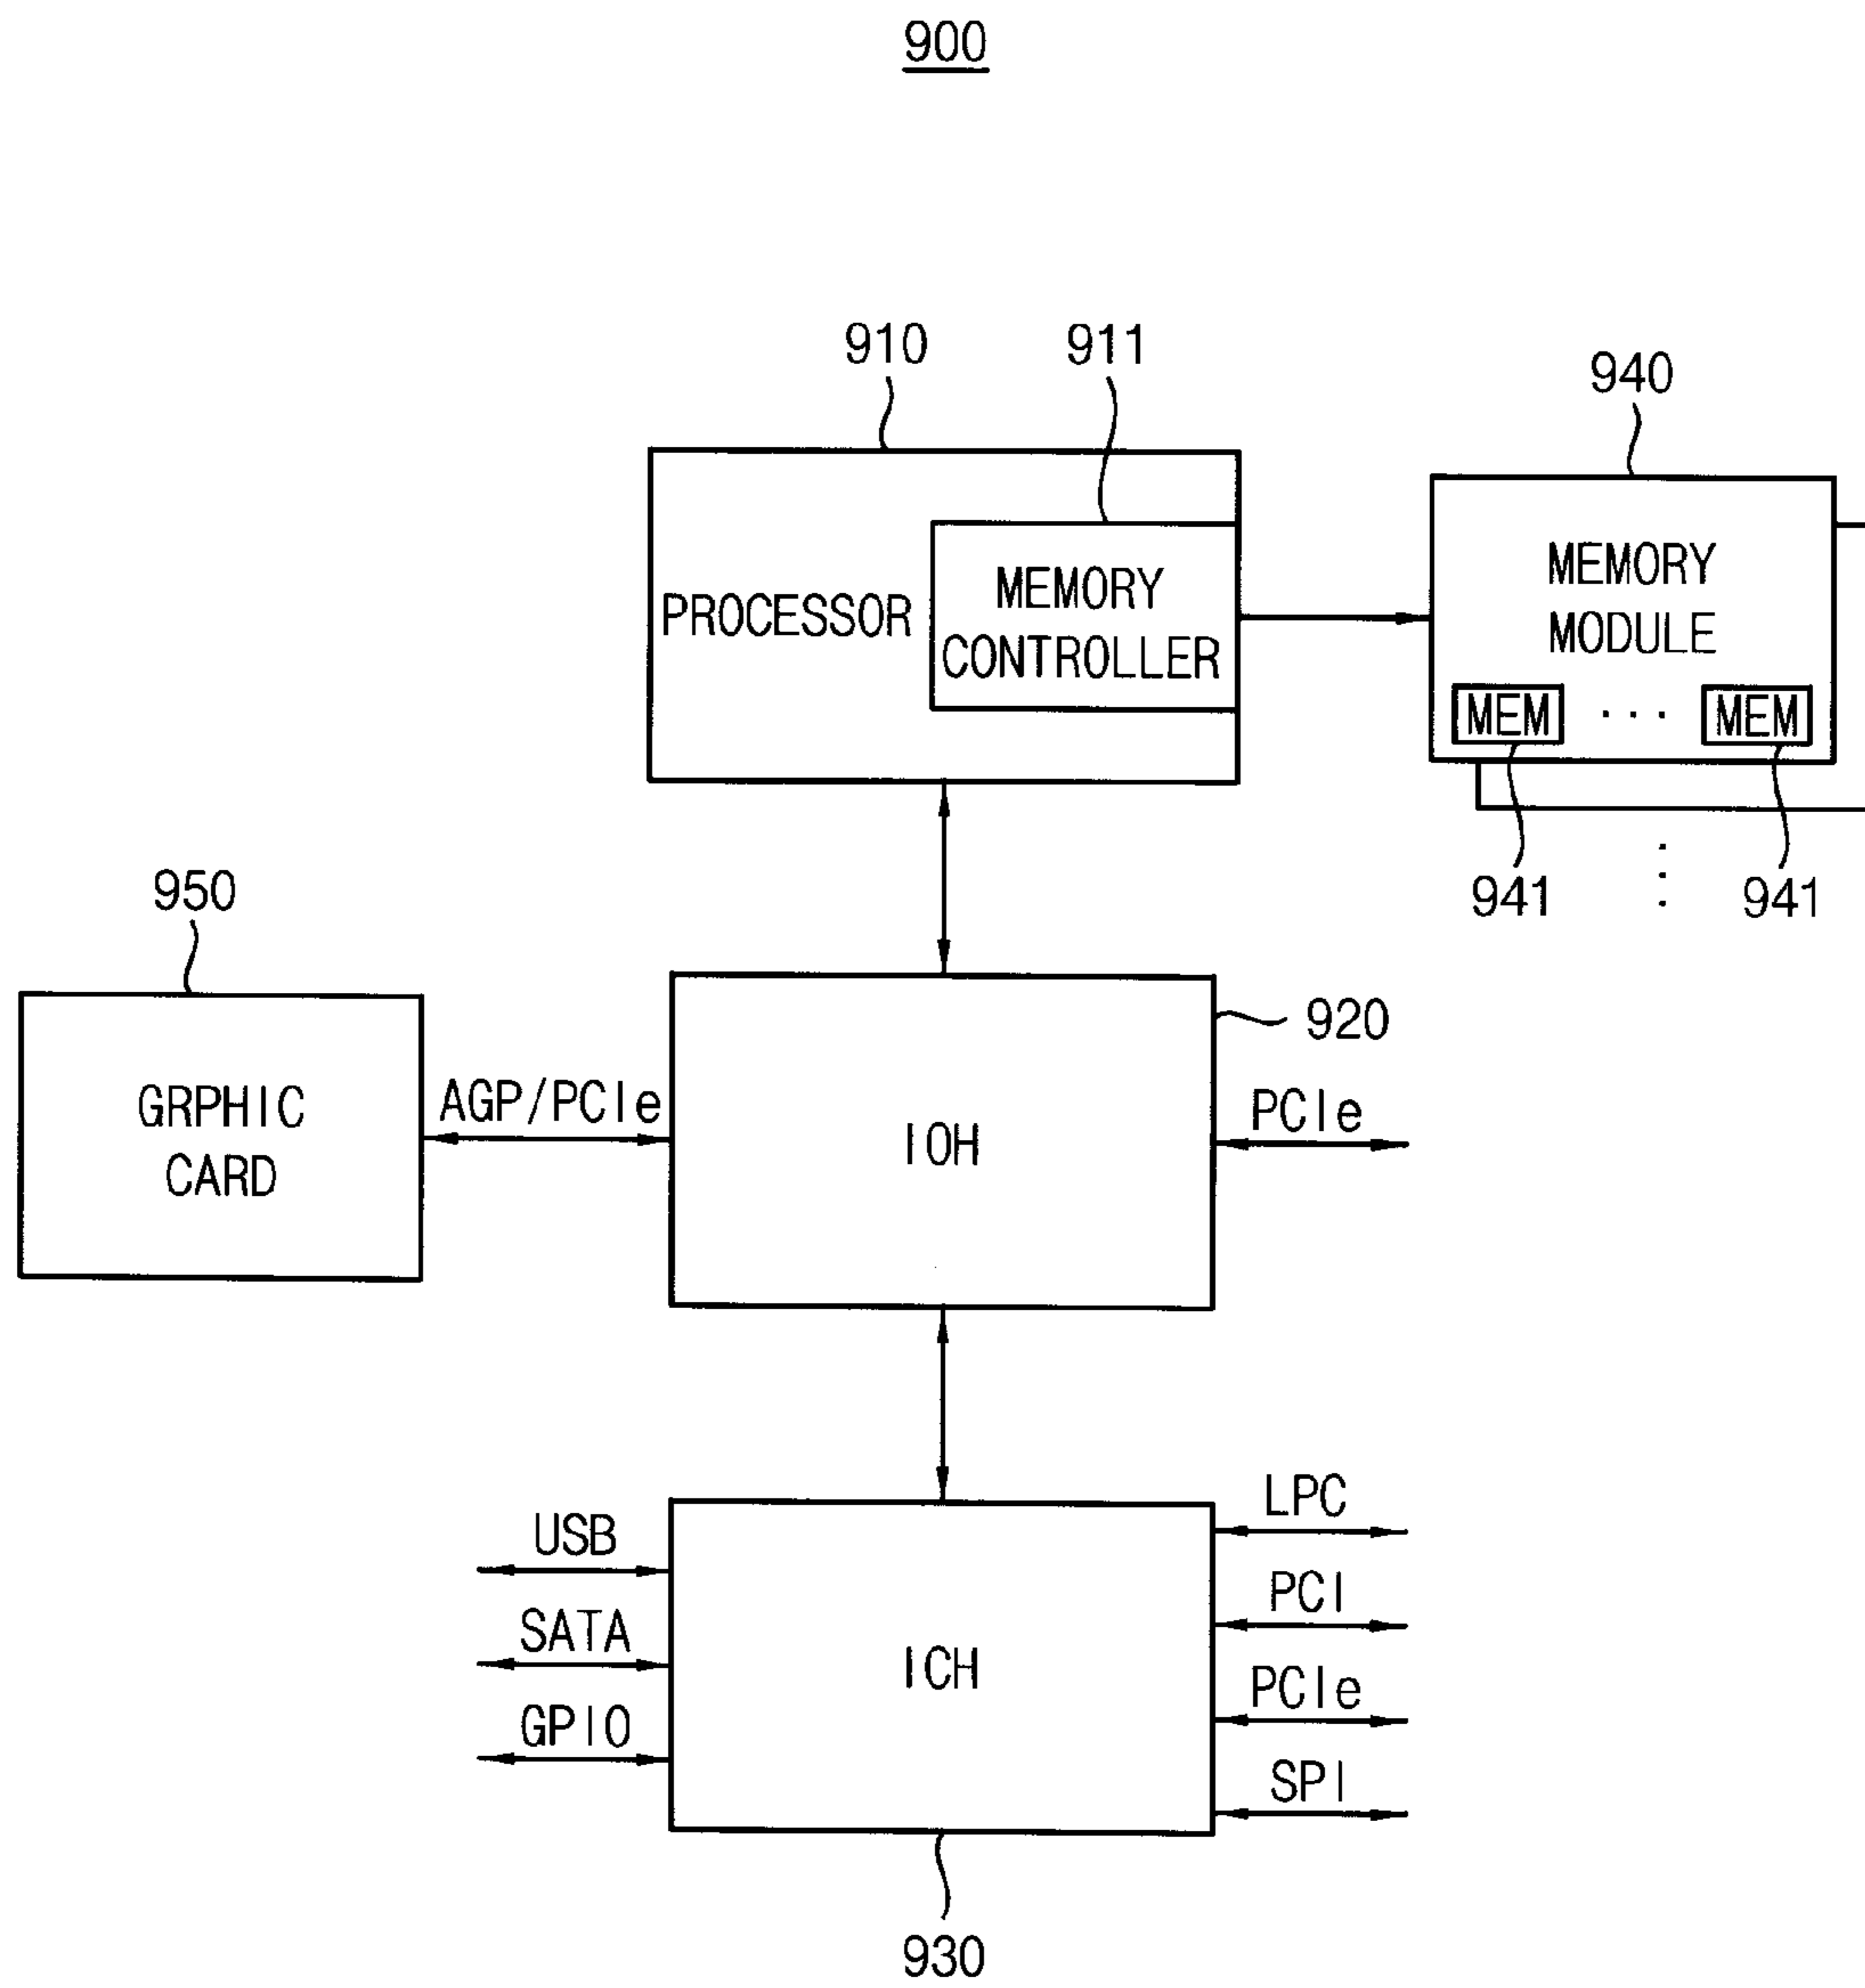 900
910
911
940
PROCESSOR
MEMORY
CONTROLLER
MEMORY
MODULE
MEM
...
MEM
941
941
950
920
GRPHIC
CARD
AGP/PCIe
IOH
PCIe
USB
SATA
GPIO
ICH
LPC
PCI
PCIe
SPI
930